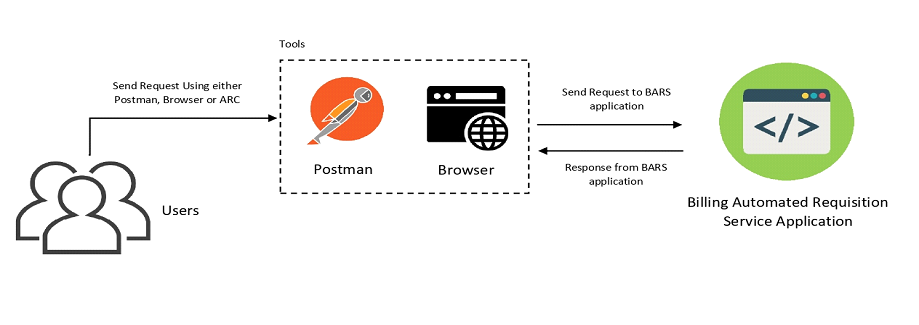 Tools
Send Request Using either
Postman, Browser or ARC
Postman
Browser
Users
Send Request to BARS
application
Response from BARS
application
</>
Billing Automated Requisition
Service Application